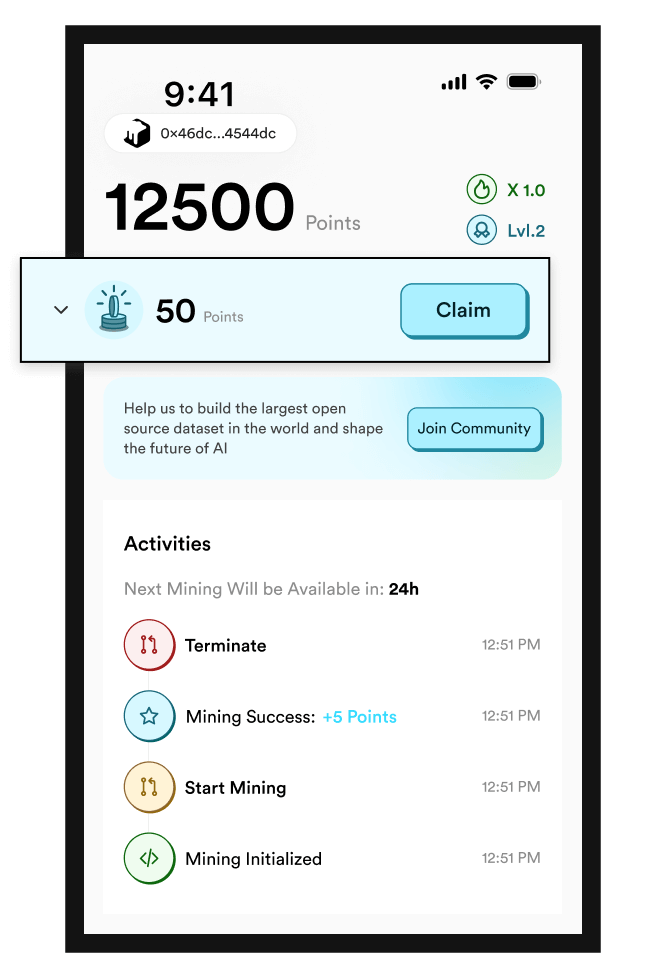 9:41
0×46dc...4544dc
12500 Points
X 1.0
Lvl.2
50 Points
Claim
Help us to build the largest open
source dataset in the world and shape
the future of AI
Join Community
Activities
Next Mining Will be Available in: 24h
Terminate 12:51 PM
Mining Success: +5 Points 12:51 PM
Start Mining 12:51 PM
Mining Initialized 12:51 PM